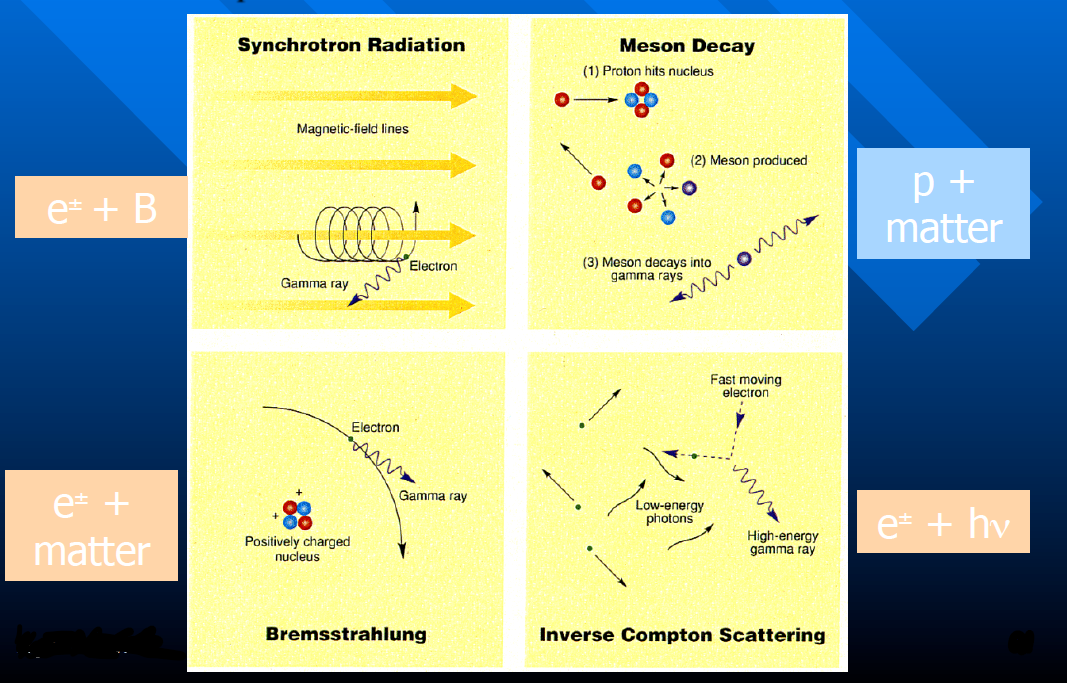 Synchrotron Radiation
Magnetic-field lines
Electron
Gamma ray
e± + B
Meson Decay
(1) Proton hits nucleus
(2) Meson produced
(3) Meson decays into
gamma rays
p +
matter
Electron
Gamma ray
+
+
Positively charged
nucleus
Bremsstrahlung
e± +
matter
Fast moving
electron
Low-energy
photons
High-energy
gamma ray
Inverse Compton Scattering
e± + hν